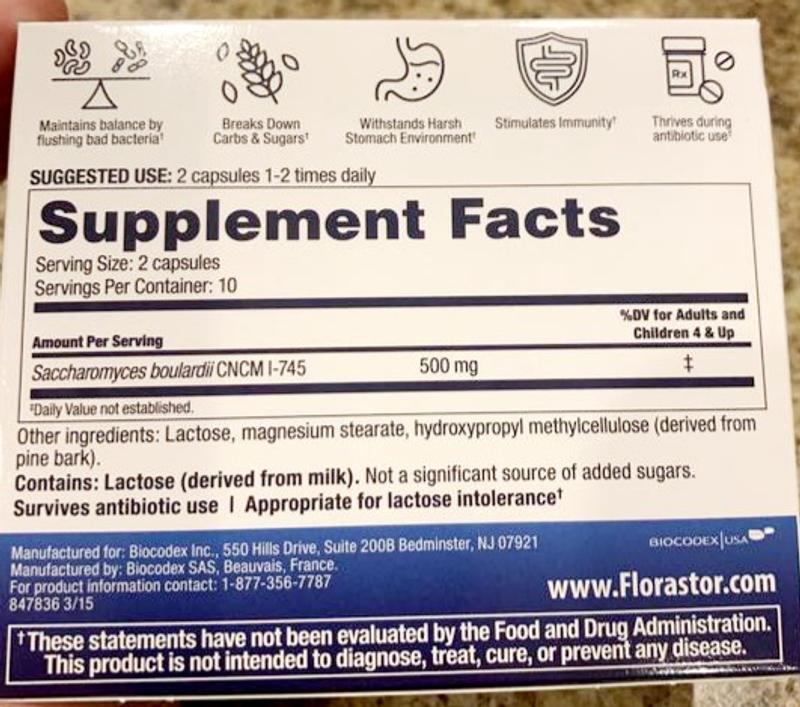 Maintains balance by
flushing bad bacteria†
Breaks Down
Carbs & Sugars†
Withstands Harsh
Stomach Environment†
Stimulates Immunity†
Rx
Thrives during
antibiotic use†
SUGGESTED USE: 2 capsules 1-2 times daily
Supplement Facts
Serving Size: 2 capsules
Servings Per Container: 10
%DV for Adults and
Children 4 & Up
Amount Per Serving
Saccharomyces boulardii CNCM I-745 500 mg ‡
‡Daily Value not established.
Other ingredients: Lactose, magnesium stearate, hydroxypropyl methylcellulose (derived from
pine bark).
Contains: Lactose (derived from milk). Not a significant source of added sugars.
Survives antibiotic use | Appropriate for lactose intolerance†
Manufactured for: Biocodex Inc., 550 Hills Drive, Suite 200B Bedminster, NJ 07921
Manufactured by: Biocodex SAS, Beauvais, France.
For product information contact: 1-877-356-7787
847836 3/15
BIOCODEX|USA
www.Florastor.com
†These statements have not been evaluated by the Food and Drug Administration.
This product is not intended to diagnose, treat, cure, or prevent any disease.